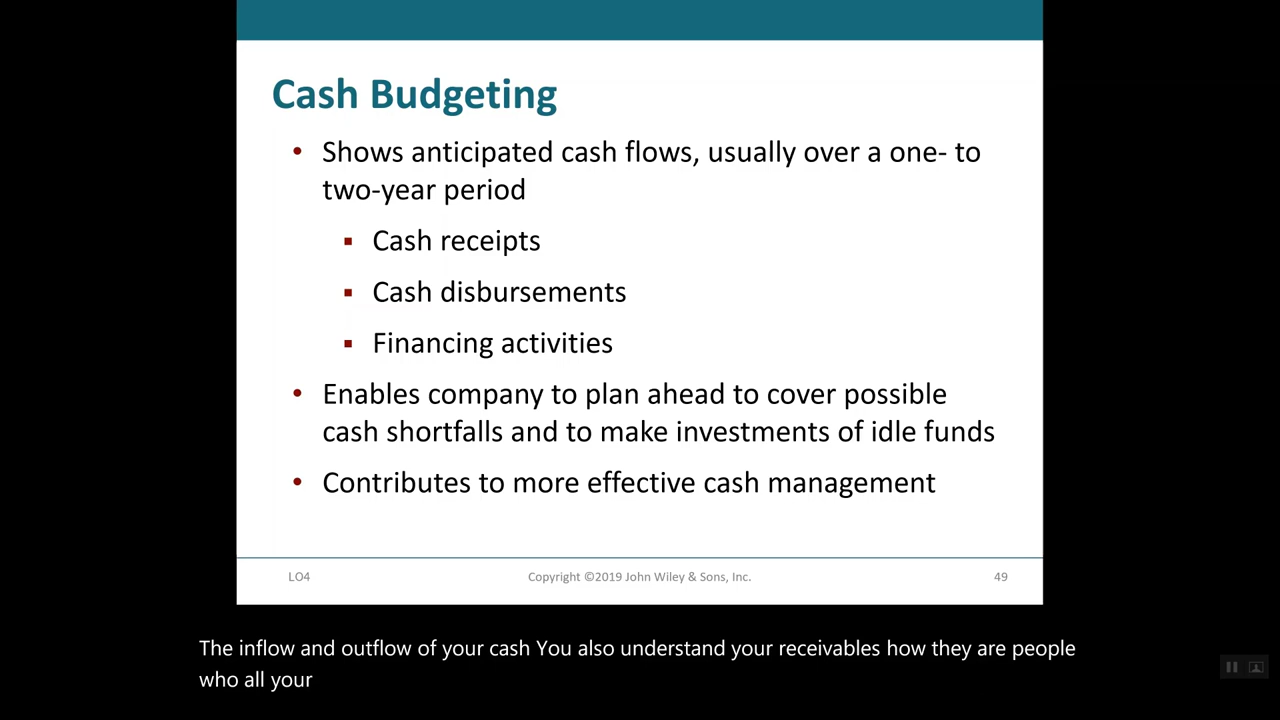 Cash Budgeting
• Shows anticipated cash flows, usually over a one- to
two-year period
▪ Cash receipts
▪ Cash disbursements
▪ Financing activities
• Enables company to plan ahead to cover possible
cash shortfalls and to make investments of idle funds
• Contributes to more effective cash management
LO4 Copyright ©2019 John Wiley & Sons, Inc. 49
The inflow and outflow of your cash You also understand your receivables how they are people
who all your